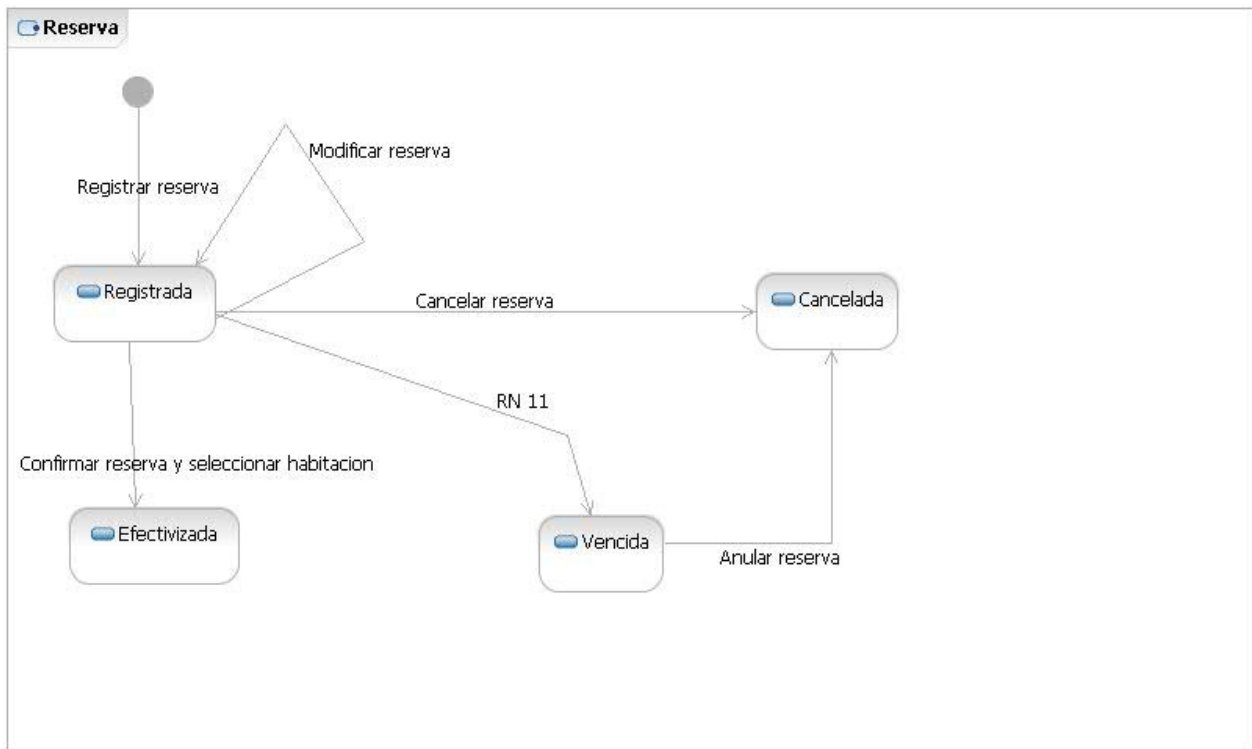 Reserva
Modificar reserva
Registrar reserva
Registrada
Cancelar reserva
Cancelada
RN 11
Confirmar reserva y seleccionar habitacion
Efectivizada
Vencida
Anular reserva